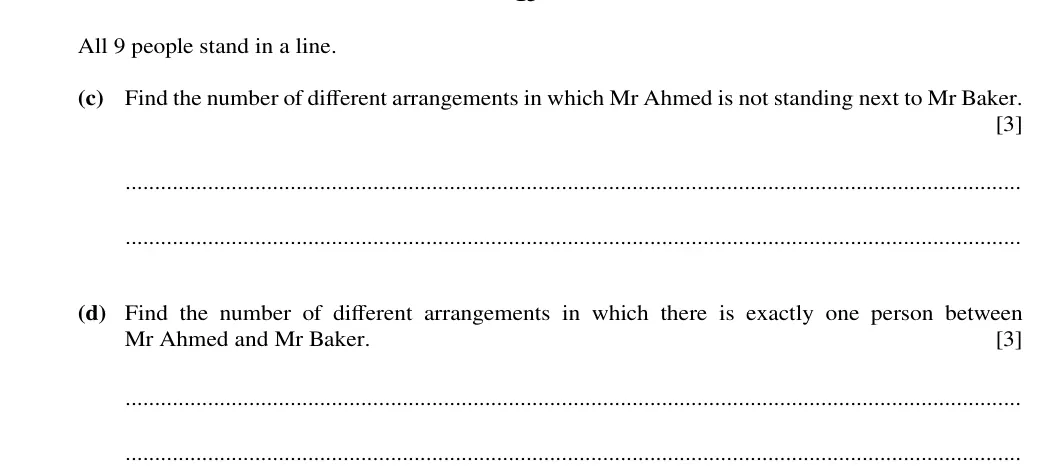 All 9 people stand in a line.
(c) Find the number of different arrangements in which Mr Ahmed is not standing next to Mr Baker.
[3]
(d) Find the number of different arrangements in which there is exactly one person between
Mr Ahmed and Mr Baker. [3]